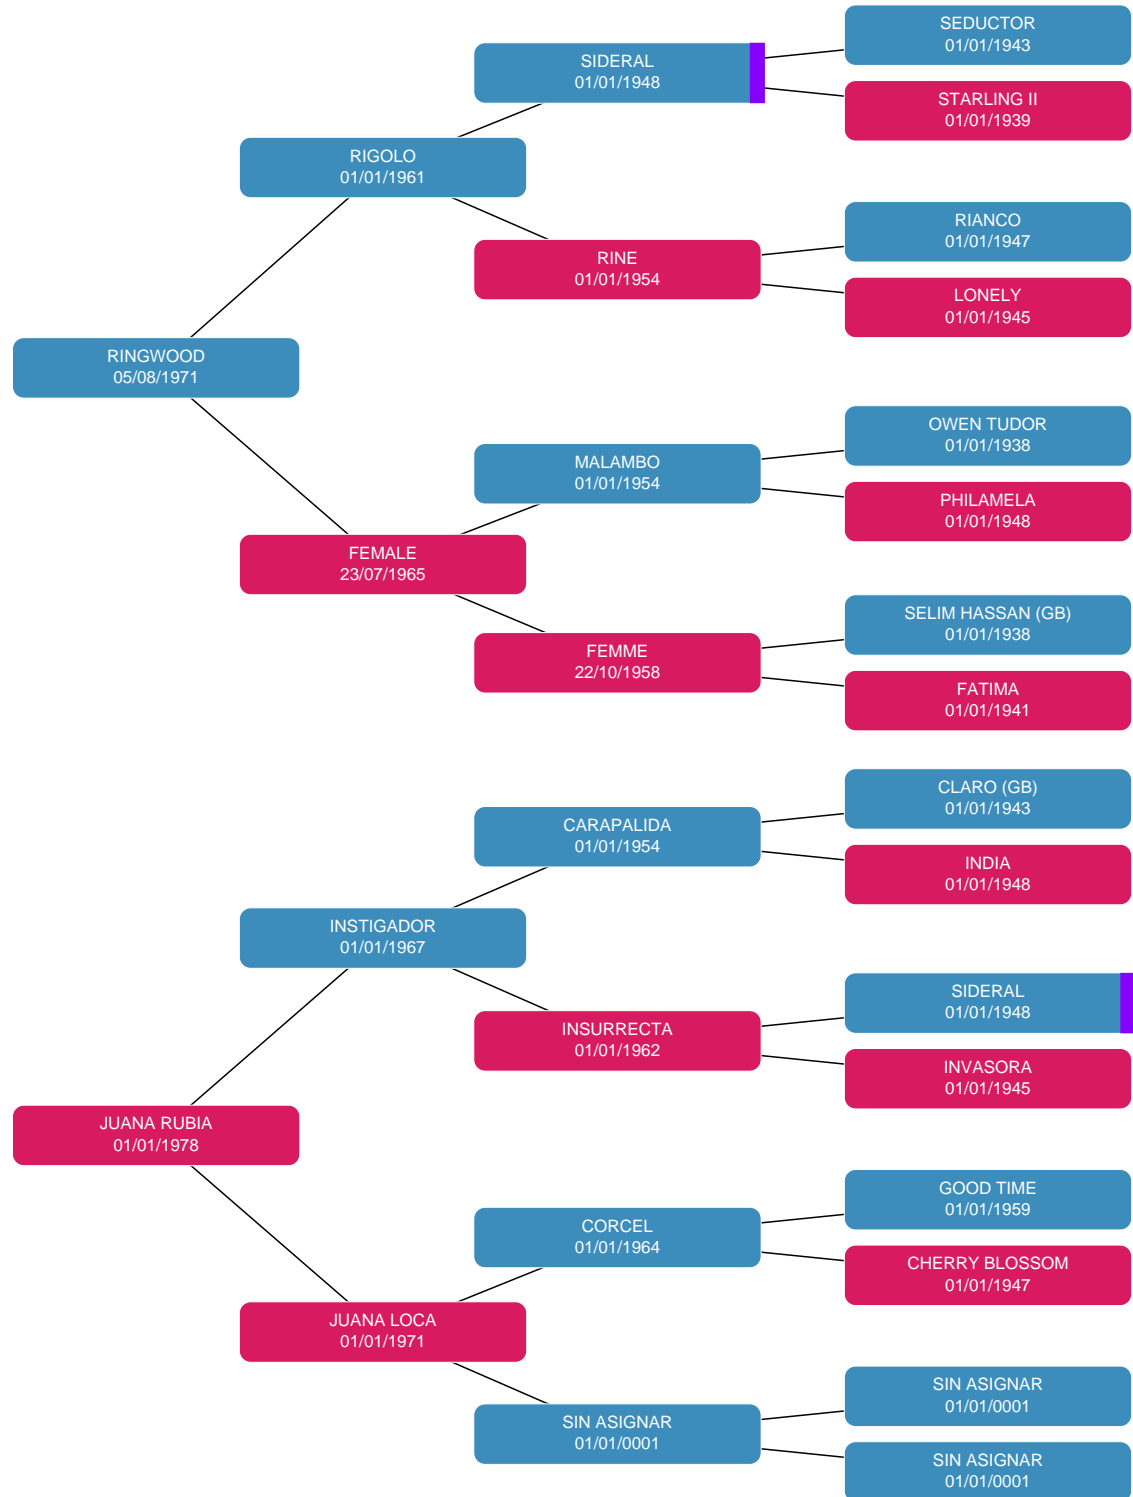 SEDUCTOR
01/01/1943
SIDERAL
01/01/1948
STARLING II
01/01/1939
RIGOLO
01/01/1961
RIANCO
01/01/1947
RINE
01/01/1954
LONELY
01/01/1945
RINGWOOD
05/08/1971
OWEN TUDOR
01/01/1938
MALAMBO
01/01/1954
PHILAMELA
01/01/1948
FEMALE
23/07/1965
SELIM HASSAN (GB)
01/01/1938
FEMME
22/10/1958
FATIMA
01/01/1941
CLARO (GB)
01/01/1943
CARAPALIDA
01/01/1954
INDIA
01/01/1948
INSTIGADOR
01/01/1967
SIDERAL
01/01/1948
INSURRECTA
01/01/1962
INVASORA
01/01/1945
JUANA RUBIA
01/01/1978
GOOD TIME
01/01/1959
CORCEL
01/01/1964
CHERRY BLOSSOM
01/01/1947
JUANA LOCA
01/01/1971
SIN ASIGNAR
01/01/0001
SIN ASIGNAR
01/01/0001
SIN ASIGNAR
01/01/0001